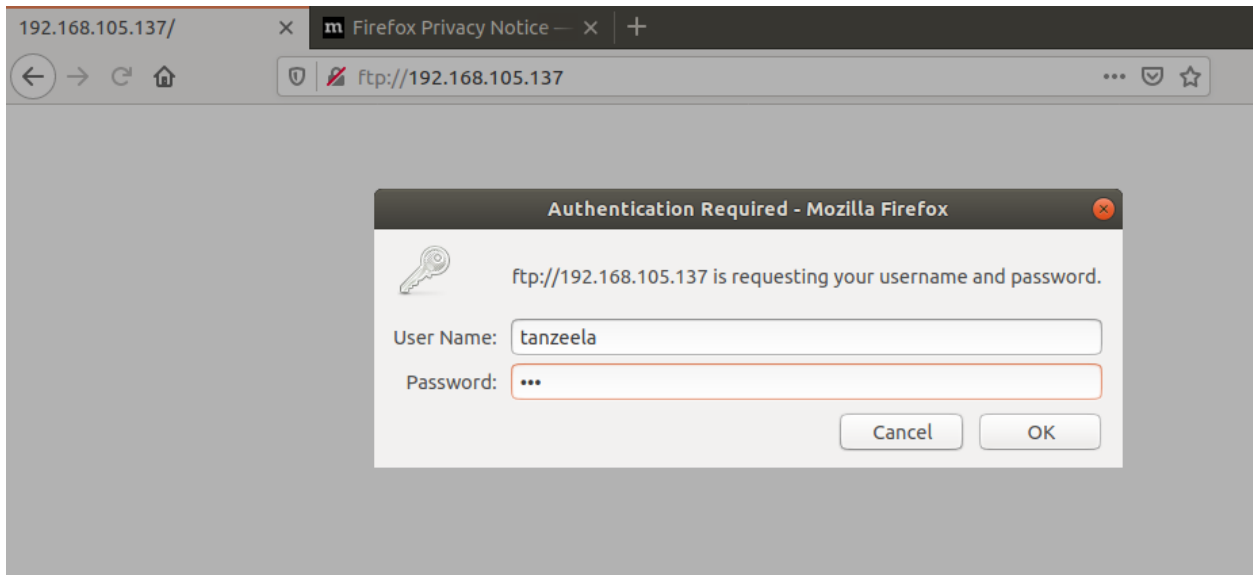 192.168.105.137/
m Firefox Privacy Notice —
ftp://192.168.105.137
Authentication Required - Mozilla Firefox
ftp://192.168.105.137 is requesting your username and password.
User Name: tanzeela
Password: •••
Cancel OK